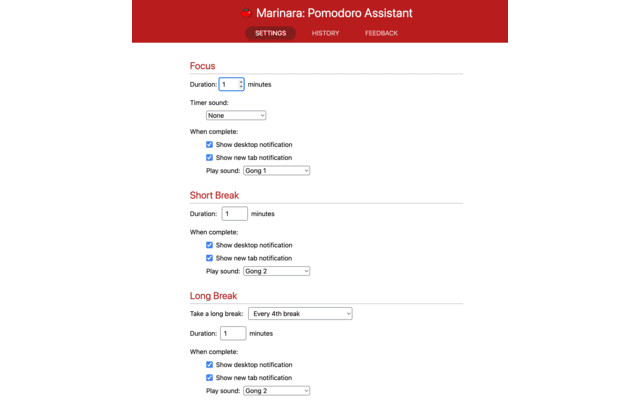 Marinara: Pomodoro Assistant
SETTINGS HISTORY FEEDBACK
Focus
Duration: 1 minutes
Timer sound:
None
When complete:
Show desktop notification
Show new tab notification
Play sound: Gong 1
Short Break
Duration: 1 minutes
When complete:
Show desktop notification
Show new tab notification
Play sound: Gong 2
Long Break
Take a long break: Every 4th break
Duration: 1 minutes
When complete:
Show desktop notification
Show new tab notification
Play sound: Gong 2